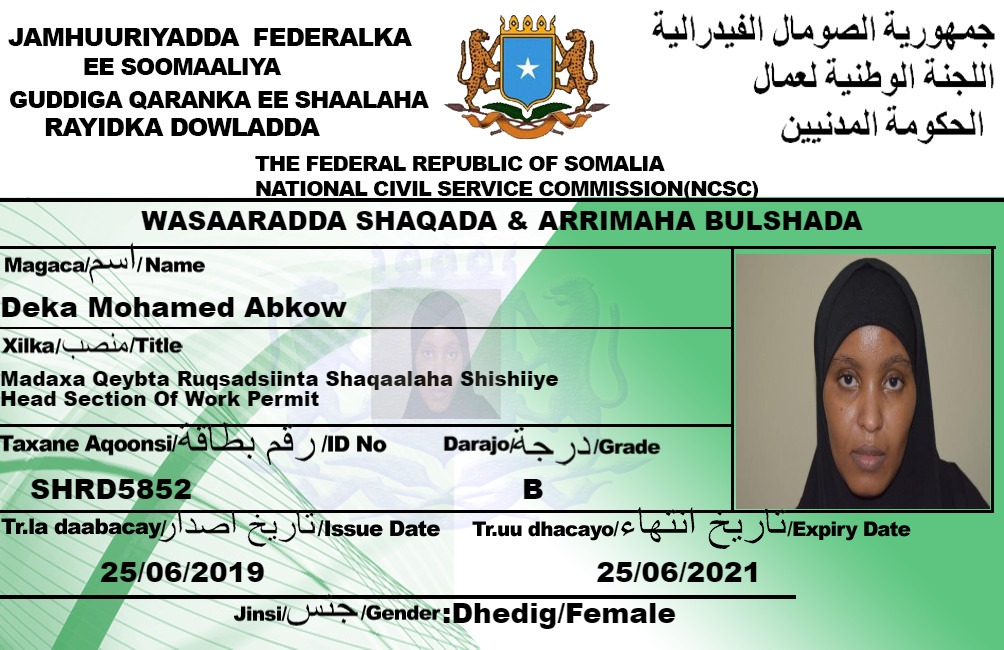 JAMHUURIYADDA FEDERALKA
EE SOOMAALIYA
GUDDIGA QARANKA EE SHAALAHA
RAYIDKA DOWLADDA
جمهورية الصومال الفيدرالية
اللجنة الوطنية لعمال
الحكومة المدنيين
THE FEDERAL REPUBLIC OF SOMALIA
NATIONAL CIVIL SERVICE COMMISSION(NCSC)
WASAARADDA SHAQADA & ARRIMAHA BULSHADA
Magaca/اسم/Name
Deka Mohamed Abkow
Xilka/منصب/Title
Madaxa Qeybta Ruqsadsiinta Shaqaalaha Shishiiye
Head Section Of Work Permit
Taxane Aqoonsi/رقم بطاقة/ID No Darajo/درجة/Grade
SHRD5852 B
Tr.la daabacay/تاريخ اصدار/Issue Date Tr.uu dhacayo/تاريخ انتهاء/Expiry Date
25/06/2019 25/06/2021
Jinsi/جنس/Gender:Dhedig/Female